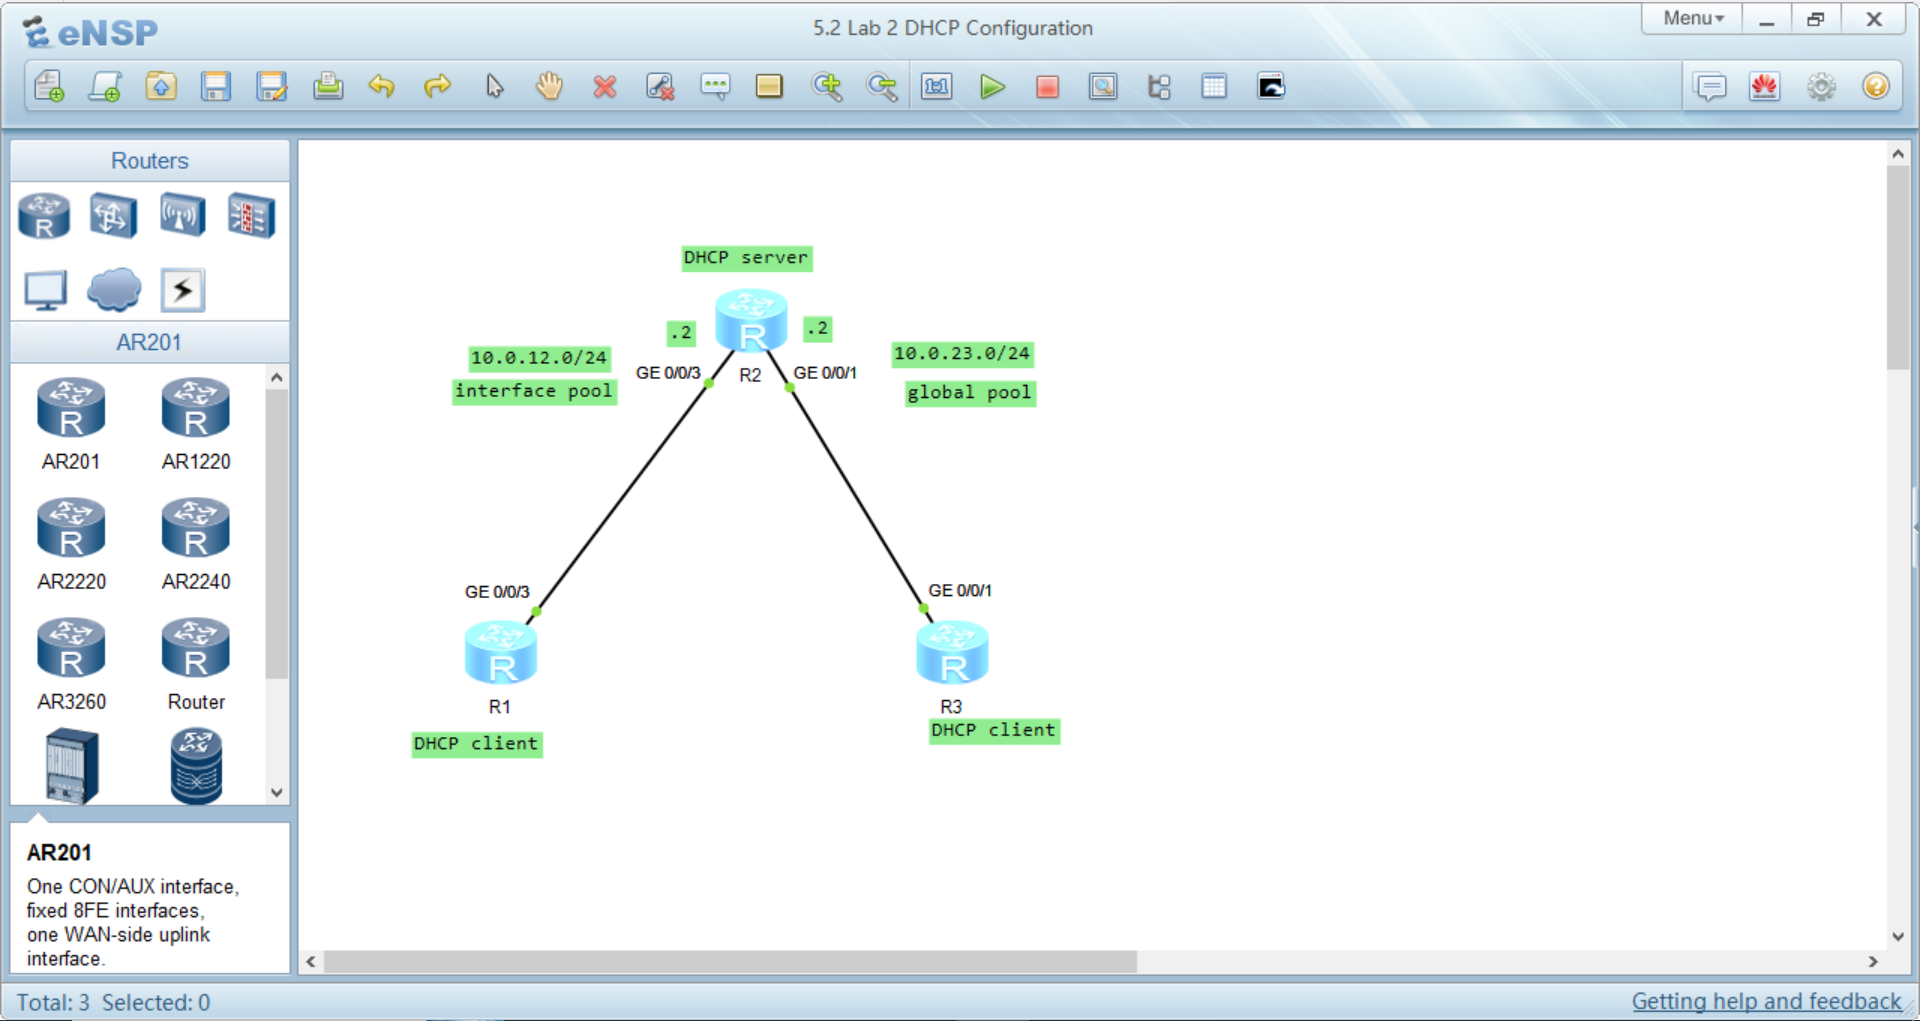 eNSP
5.2 Lab 2 DHCP Configuration
Menu
1:1
Routers
R
AR201
R
AR201
R
AR1220
R
AR2220
R
AR2240
R
AR3260
R
Router
AR201
One CON/AUX interface,
fixed 8FE interfaces,
one WAN-side uplink
interface.
DHCP server
.2
R
.2
10.0.12.0/24
interface pool
GE 0/0/3
R2
GE 0/0/1
10.0.23.0/24
global pool
GE 0/0/3
R
R1
DHCP client
GE 0/0/1
R
R3
DHCP client
Total: 3 Selected: 0
Getting help and feedback